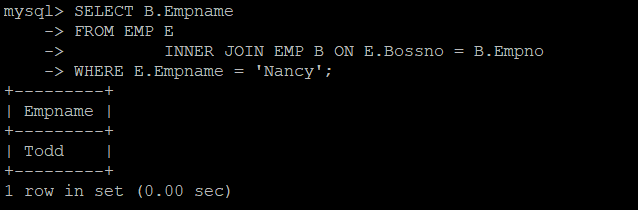 mysql> SELECT B.Empname
    -> FROM EMP E
    ->         INNER JOIN EMP B ON E.Bossno = B.Empno
    -> WHERE E.Empname = 'Nancy';
+---------+
| Empname |
+---------+
| Todd    |
+---------+
1 row in set (0.00 sec)